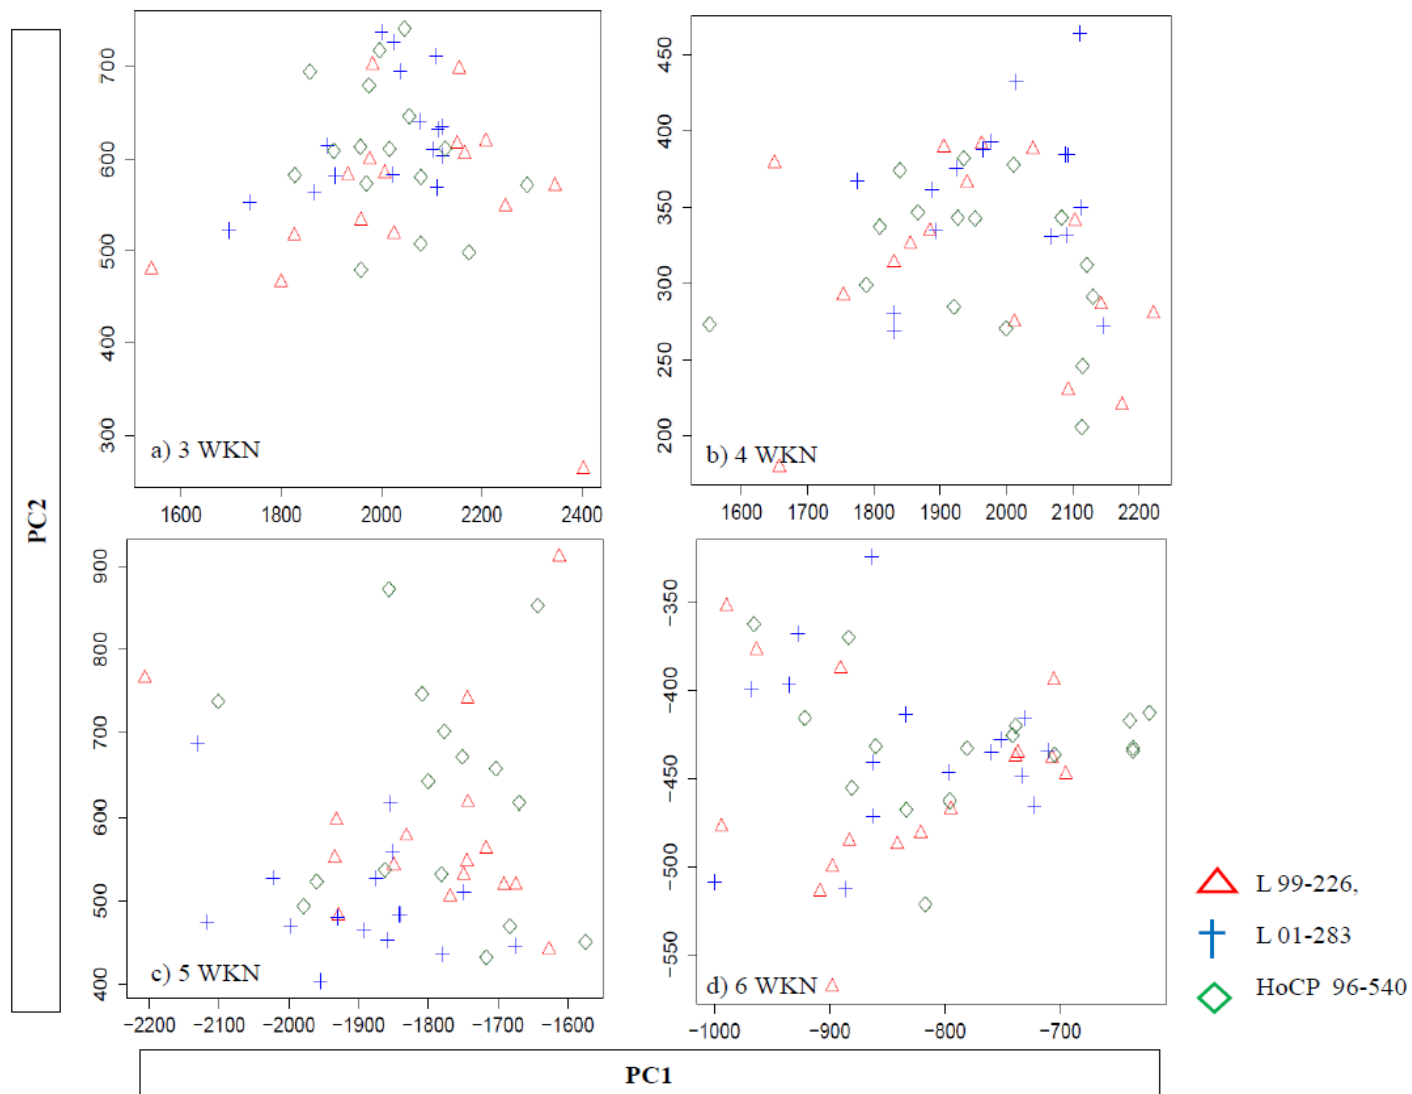 PC2
700
600
500
400
300
a) 3 WKN
1600 1800 2000 2200 2400
450
400
350
300
250
200
b) 4 WKN
1600 1700 1800 1900 2000 2100 2200
900
800
700
600
500
400
c) 5 WKN
−2200 −2100 −2000 −1900 −1800 −1700 −1600
−350
−400
−450
−500
−550
d) 6 WKN
−1000 −900 −800 −700
PC1
L 99-226,
L 01-283
HoCP 96-540